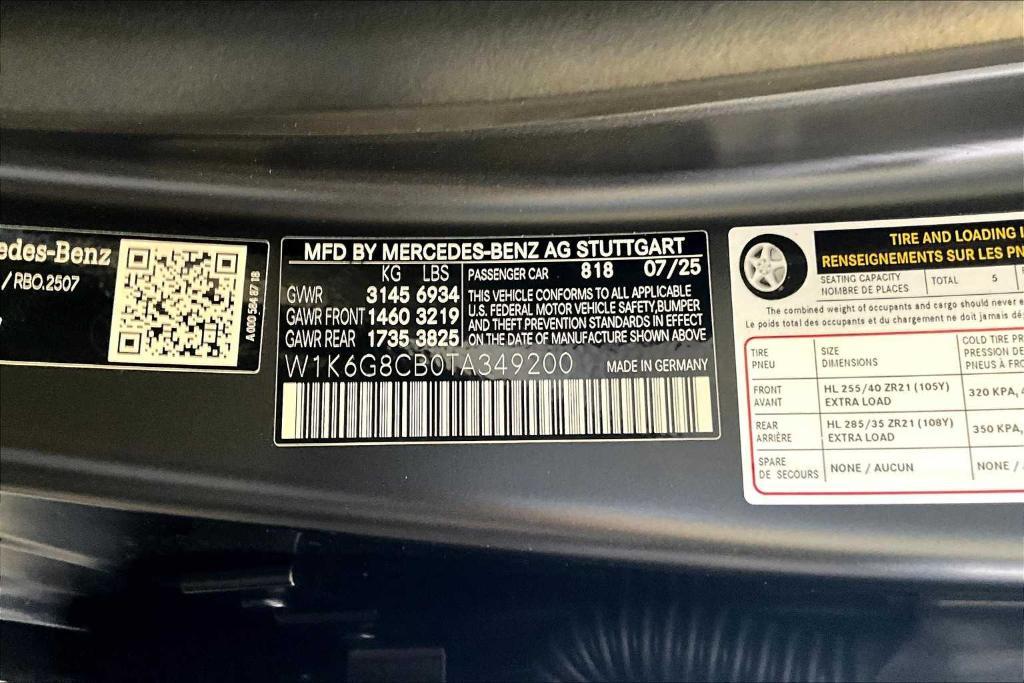 edes-Benz
/ RBO.2507
A 000 584 87 18
MFD BY MERCEDES-BENZ AG STUTTGART
KG LBS PASSENGER CAR 818 07/25
GVWR 3145 6934
GAWR FRONT 1460 3219
GAWR REAR 1735 3825
THIS VEHICLE CONFORMS TO ALL APPLICABLE
U.S. FEDERAL MOTOR VEHICLE SAFETY,BUMPER
AND THEFT PREVENTION STANDARDS IN EFFECT
ON THE DATE OF MANUFACTURE SHOWN ABOVE
W1K6G8CB0TA349200 MADE IN GERMANY
TIRE AND LOADING
RENSEIGNEMENTS SUR LES PN
SEATING CAPACITY
NOMBRE DE PLACES
TOTAL 5
The combined weight of occupants and cargo should never e
Le poids total des occupants et du chargement ne doit jamais dé
TIRE
PNEU
SIZE
DIMENSIONS
COLD TIRE PR
PRESSION DE
PNEUS À FRO
FRONT
AVANT
HL 255/40 ZR21 (105Y)
EXTRA LOAD
320 KPA,
REAR
ARRIÈRE
HL 285/35 ZR21 (108Y)
EXTRA LOAD
350 KPA,
SPARE
DE SECOURS
NONE / AUCUN
NONE /